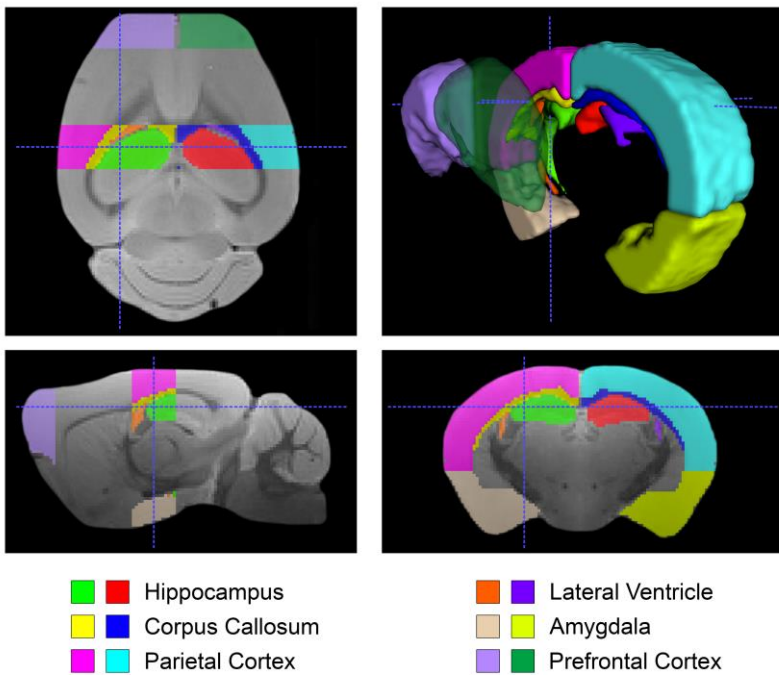 Hippocampus
Corpus Callosum
Parietal Cortex
Lateral Ventricle
Amygdala
Prefrontal Cortex